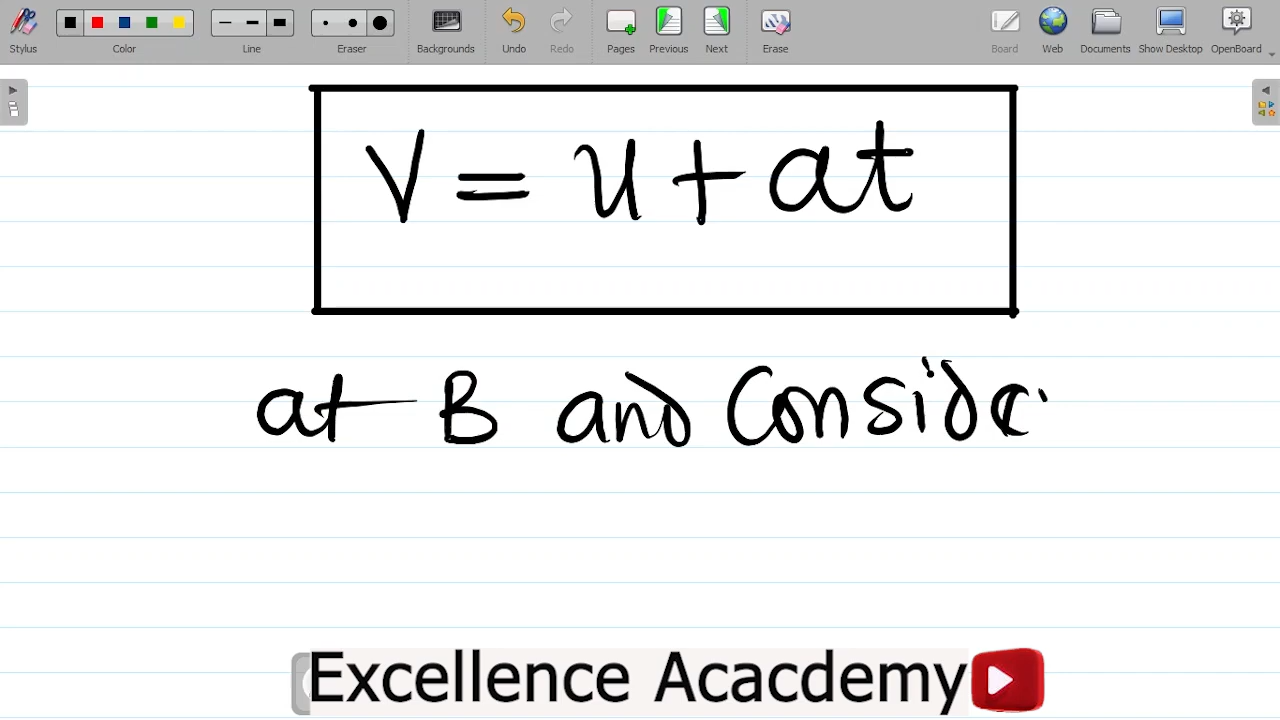 Stylus
Color
Line
Eraser
Backgrounds
Undo
Redo
Pages
Previous
Next
Erase
Board
Web
Documents
Show Desktop
OpenBoard
V = u + at
at B and Conside
Excellence Acacdemy